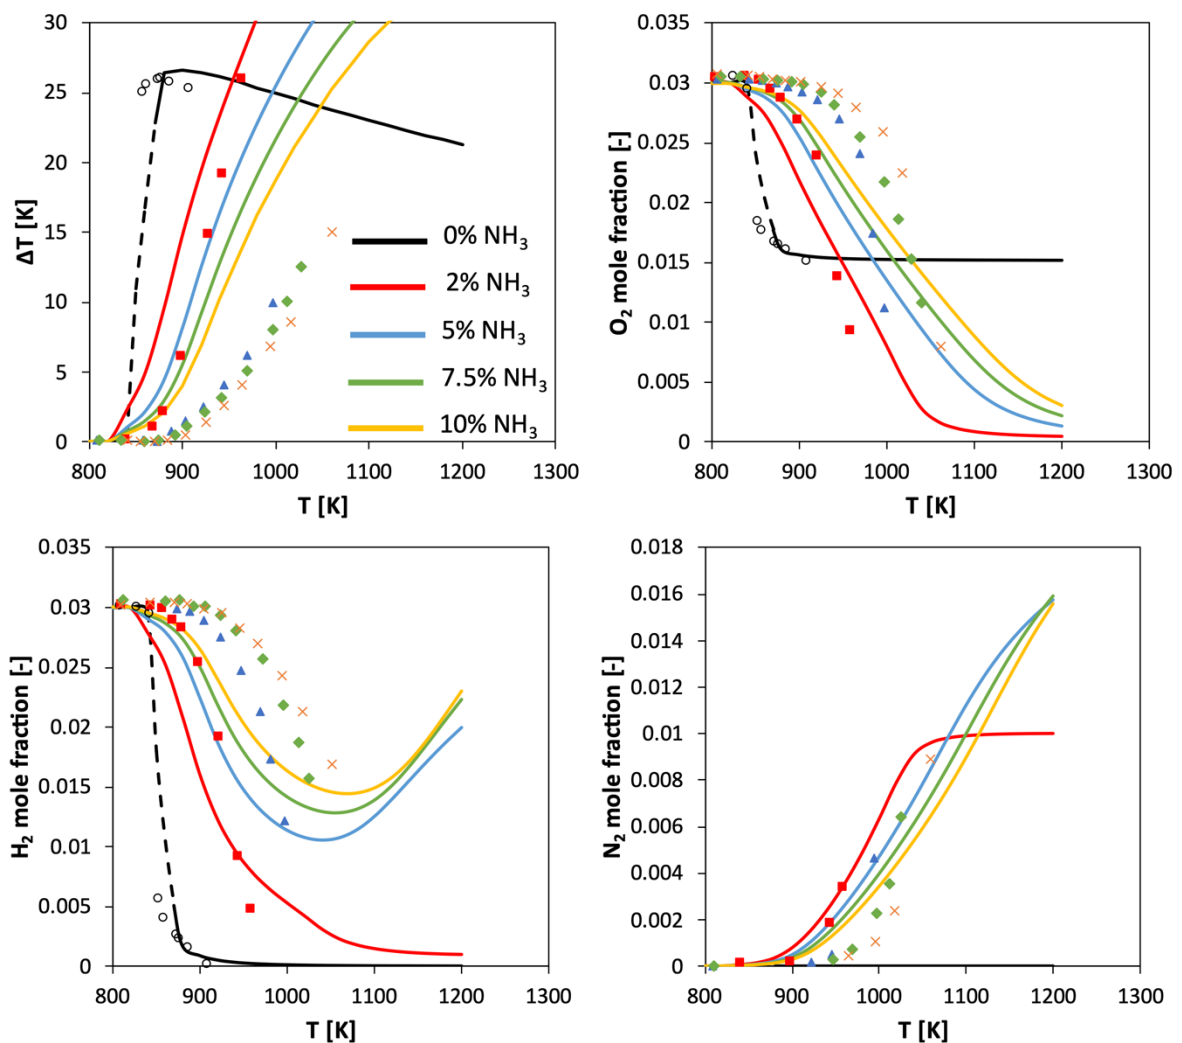 30
25
20
15
10
5
0
800 900 1000 1100 1200 1300
ΔT [K]
T [K]
0% NH₃
2% NH₃
5% NH₃
7.5% NH₃
10% NH₃
0.035
0.03
0.025
0.02
0.015
0.01
0.005
0
800 900 1000 1100 1200 1300
O₂ mole fraction [-]
T [K]
0.035
0.03
0.025
0.02
0.015
0.01
0.005
0
800 900 1000 1100 1200 1300
H₂ mole fraction [-]
T [K]
0.018
0.016
0.014
0.012
0.01
0.008
0.006
0.004
0.002
0
800 900 1000 1100 1200 1300
N₂ mole fraction [-]
T [K]